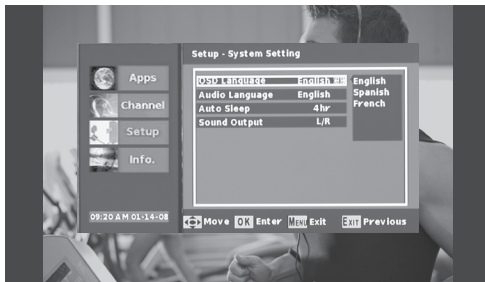 Setup - System Setting
Apps
Channel
Setup
Info.
09:20 AM 01-14-08
OSD Language English
Audio Language English
Auto Sleep 4hr
Sound Output L/R
English
Spanish
French
Move OK Enter MENU Exit EXIT Previous